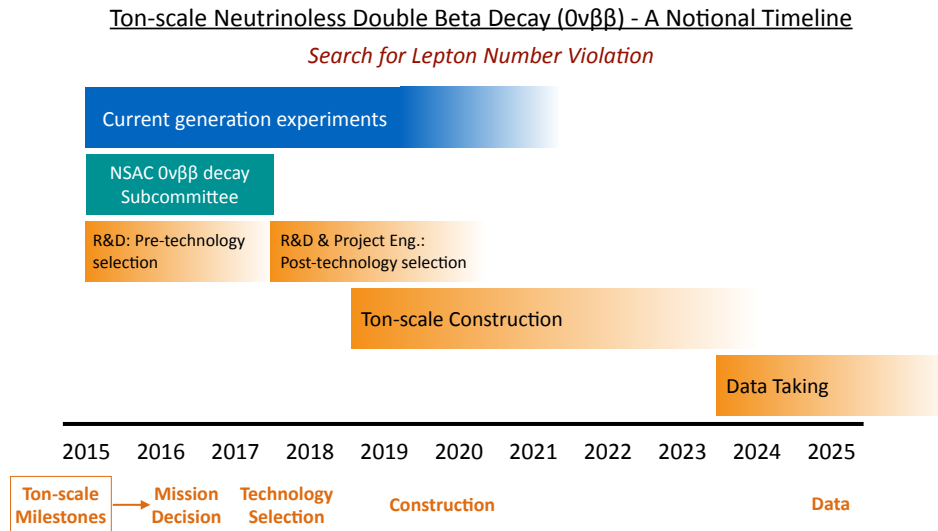 Ton-scale Neutrinoless Double Beta Decay (0νββ) - A Notional Timeline
Search for Lepton Number Violation
Current generation experiments
NSAC 0νββ decay
Subcommittee
R&D: Pre-technology
selection
R&D & Project Eng.:
Post-technology selection
Ton-scale Construction
Data Taking
2015 2016 2017 2018 2019 2020 2021 2022 2023 2024 2025
Ton-scale
Milestones
Mission
Decision
Technology
Selection
Construction
Data